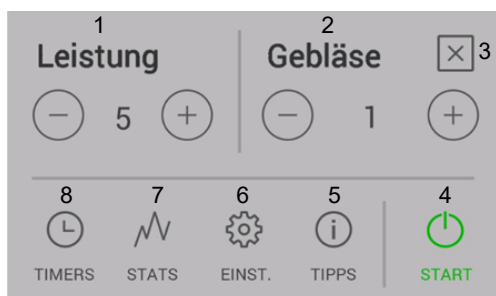 1 2
Leistung Gebläse 3
5 1
8 7 6 5 4
TIMERS STATS EINST. TIPPS START